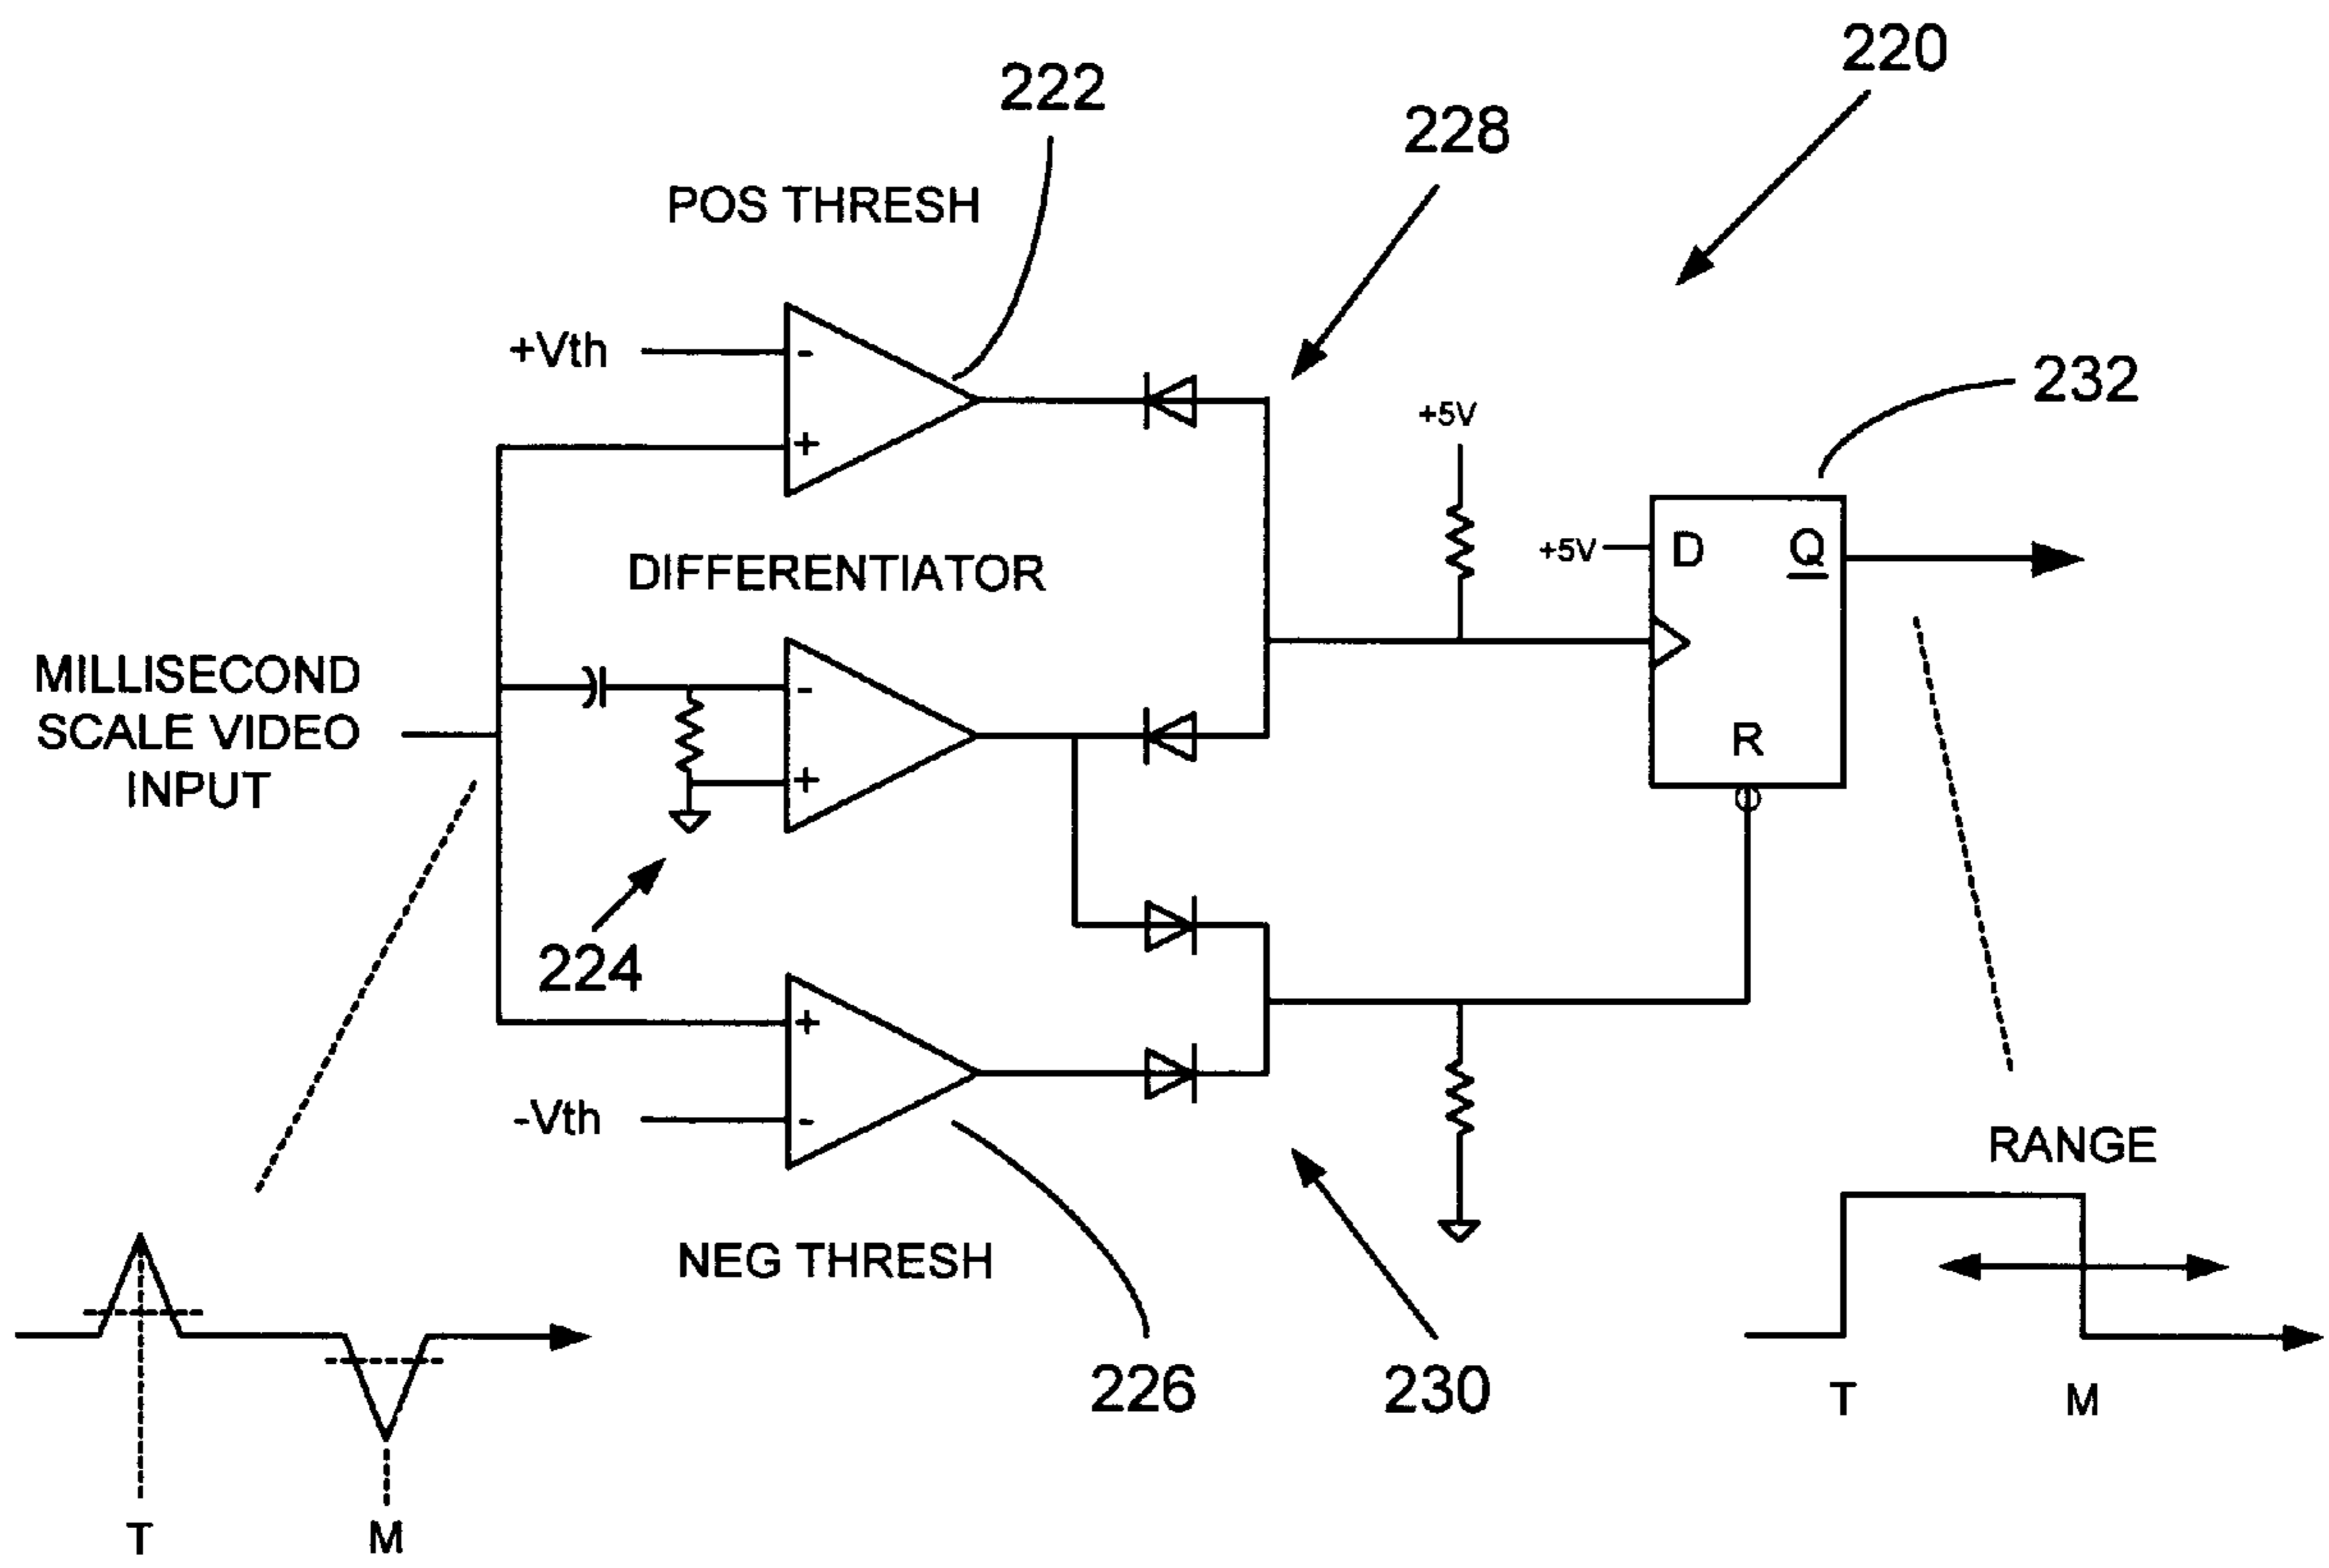 220
222
228
POS THRESH
+Vth
-
+
232
+5V
DIFFERENTIATOR
+5V
D
Q
MILLISECOND
SCALE VIDEO
INPUT
-
+
R
224
+
-Vth
-
RANGE
NEG THRESH
226
230
T
M
T
M